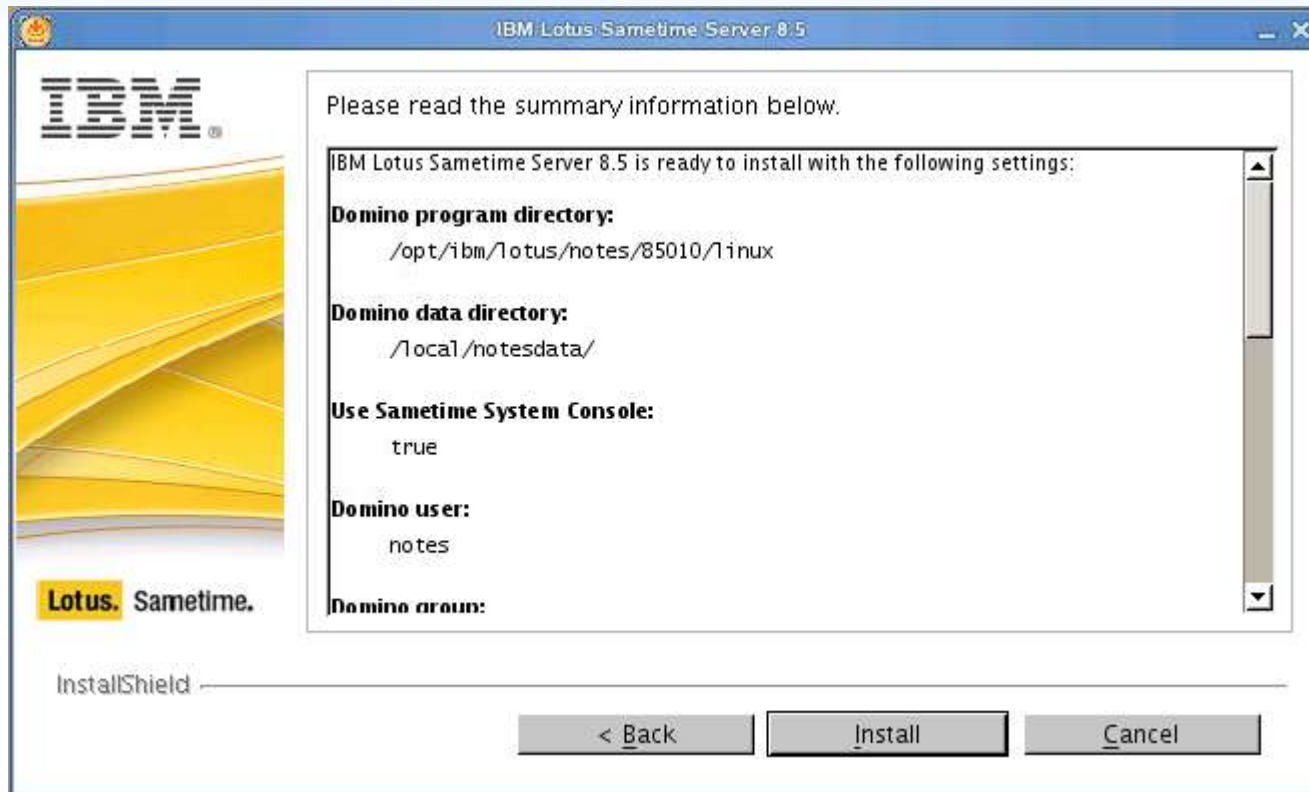 IBM Lotus Sametime Server 8.5
IBM®
Please read the summary information below.
IBM Lotus Sametime Server 8.5 is ready to install with the following settings:
Domino program directory:
/opt/ibm/lotus/notes/85010/linux
Domino data directory:
/local/notesdata/
Use Sametime System Console:
true
Domino user:
notes
Domino group:
Lotus. Sametime.
InstallShield
< Back
Install
Cancel